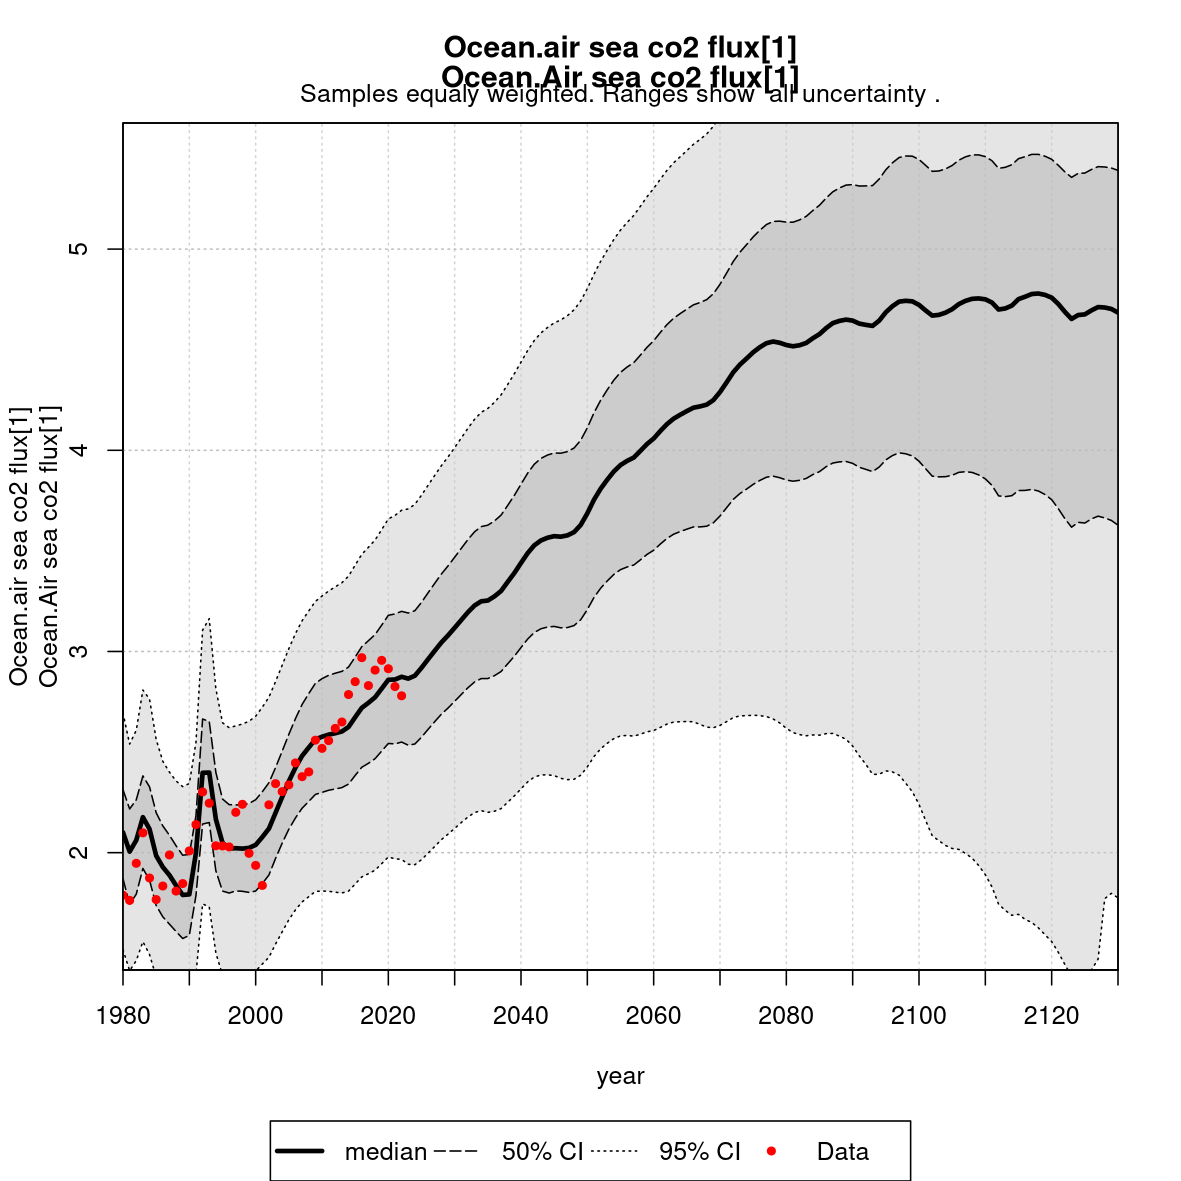 Ocean.air sea co2 flux[1]
Ocean.Air sea co2 flux[1]
Samples equaly weighted. Ranges show  all uncertainty .
Ocean.air sea co2 flux[1]
Ocean.Air sea co2 flux[1]
5
4
3
2
1980 2000 2020 2040 2060 2080 2100 2120
year
median 50% CI 95% CI Data